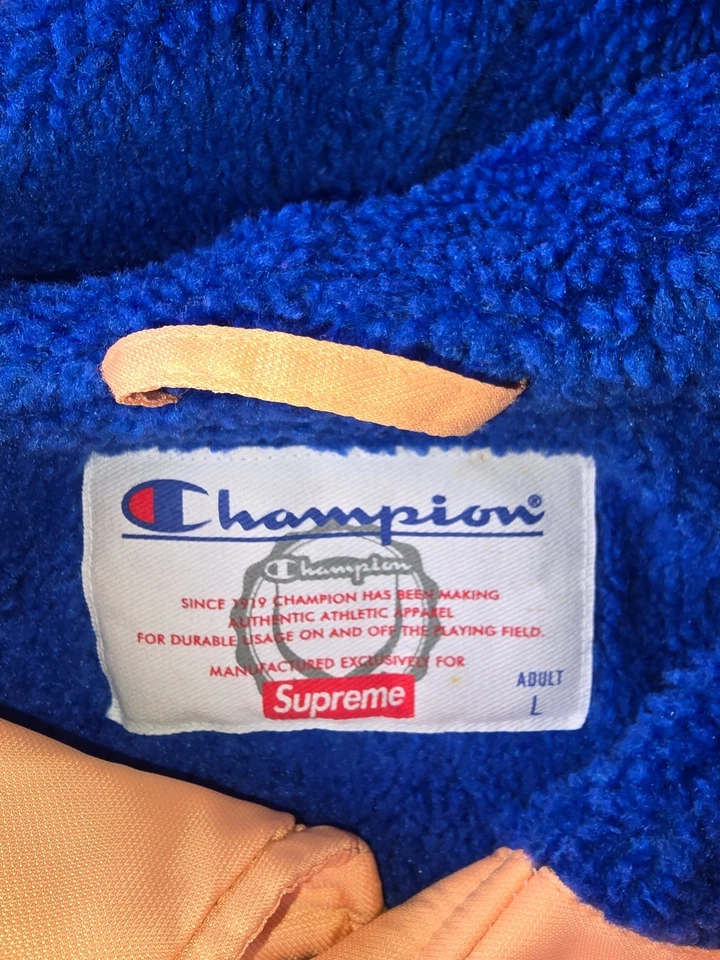 Champion®
Champion
SINCE 1919 CHAMPION HAS BEEN MAKING
AUTHENTIC ATHLETIC APPAREL
FOR DURABLE USAGE ON AND OFF THE PLAYING FIELD.
MANUFACTURED EXCLUSIVELY FOR
Supreme
ADULT
L